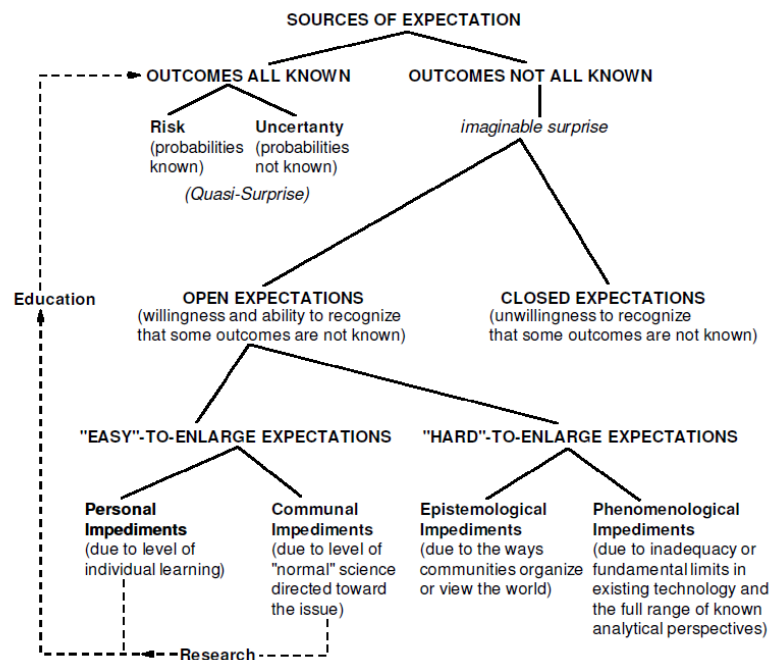 SOURCES OF EXPECTATION
OUTCOMES ALL KNOWN
OUTCOMES NOT ALL KNOWN
Risk
(probabilities
known)
Uncertanty
(probabilities
not known)
(Quasi-Surprise)
imaginable surprise
Education
OPEN EXPECTATIONS
(willingness and ability to recognize
that some outcomes are not known)
CLOSED EXPECTATIONS
(unwillingness to recognize
that some outcomes are not known)
"EASY"-TO-ENLARGE EXPECTATIONS
"HARD"-TO-ENLARGE EXPECTATIONS
Personal
Impediments
(due to level of
individual learning)
Communal
Impediments
(due to level of
"normal" science
directed toward
the issue)
Epistemological
Impediments
(due to the ways
communities organize
or view the world)
Phenomenological
Impediments
(due to inadequacy or
fundamental limits in
existing technology and
the full range of known
analytical perspectives)
Research